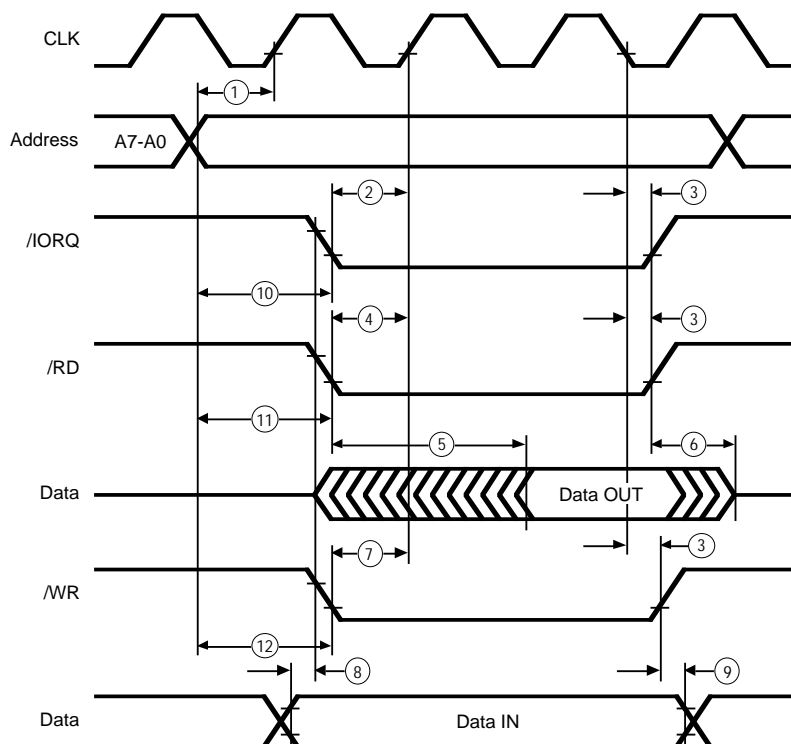 CLK
1
Address A7-A0
2 3
/IORQ
10
4 3
/RD
11
5 6
Data Data OUT
7 3
/WR
12 8 9
Data Data IN